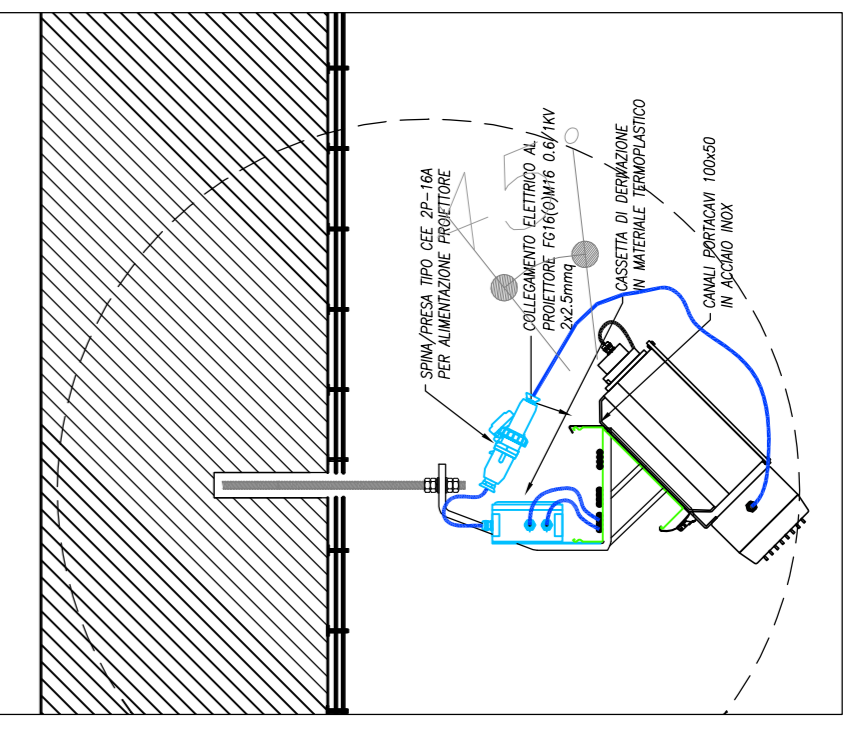 SPINA/PRESA TIPO CEE 2P-16A
PER ALIMENTAZIONE PROIETTORE
COLLEGAMENTO ELETTRICO AL
PROIETTORE FG16(O)M16 0.6/1KV
2x2.5mmq
CASSETTA DI DERIVAZIONE
IN MATERIALE TERMOPLASTICO
CANALI PORTACAVI 100x50
IN ACCIAIO INOX